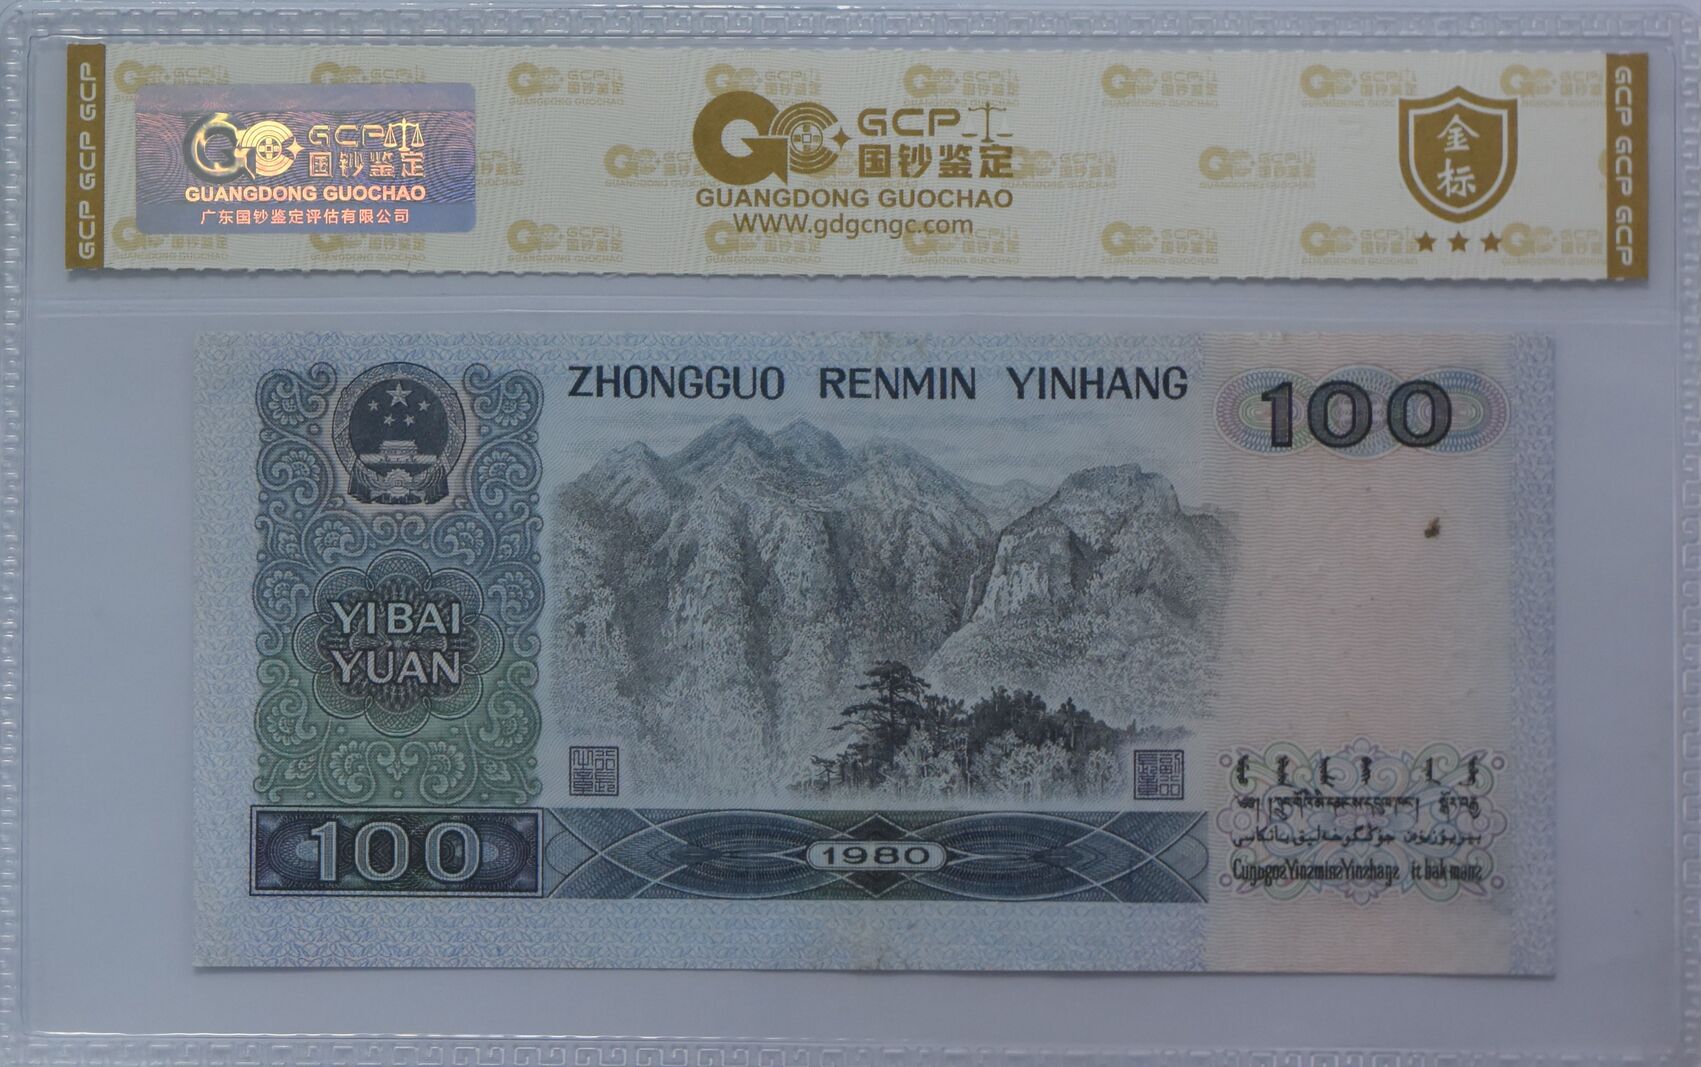 GCP GCP GCP
GCP 国钞鉴定
GUANGDONG GUOCHAO
广东国钞鉴定评估有限公司
GCP
国钞鉴定
GUANGDONG GUOCHAO
WWW.gdgcngc.com
金标
GCP GCP GCP GCP
ZHONGGUO RENMIN YINHANG
100
YIBAI
YUAN
100
1980